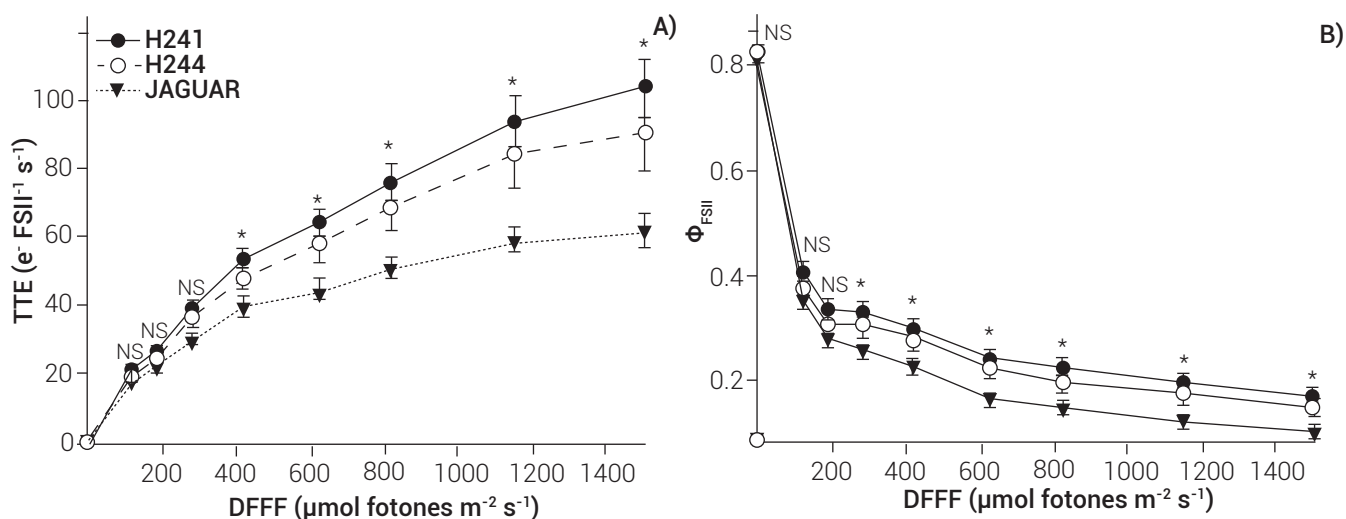 A)
H241
H244
JAGUAR
TTE (e⁻ FSII⁻¹ s⁻¹)
100
80
60
40
20
0
NS
NS
NS
*
*
*
*
*
200 400 600 800 1000 1200 1400
DFFF (µmol fotones m⁻² s⁻¹)
B)
Φ_FSII
0.8
0.6
0.4
0.2
NS
NS
NS
*
*
*
*
*
*
200 400 600 800 1000 1200 1400
DFFF (µmol fotones m⁻² s⁻¹)